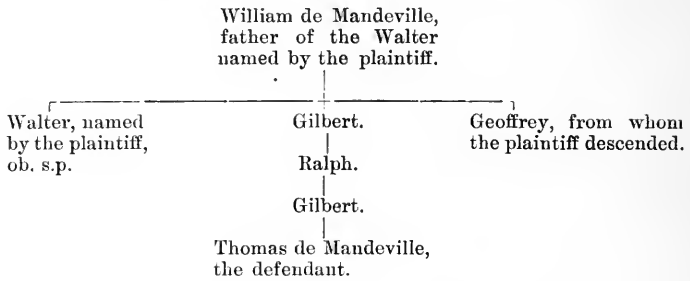 William de Mandeville,
father of the Walter
named by the plaintiff.
Walter, named
by the plaintiff,
ob. s.p.
Gilbert.
Geoffrey, from whom
the plaintiff descended.
Ralph.
Gilbert.
Thomas de Mandeville,
the defendant.